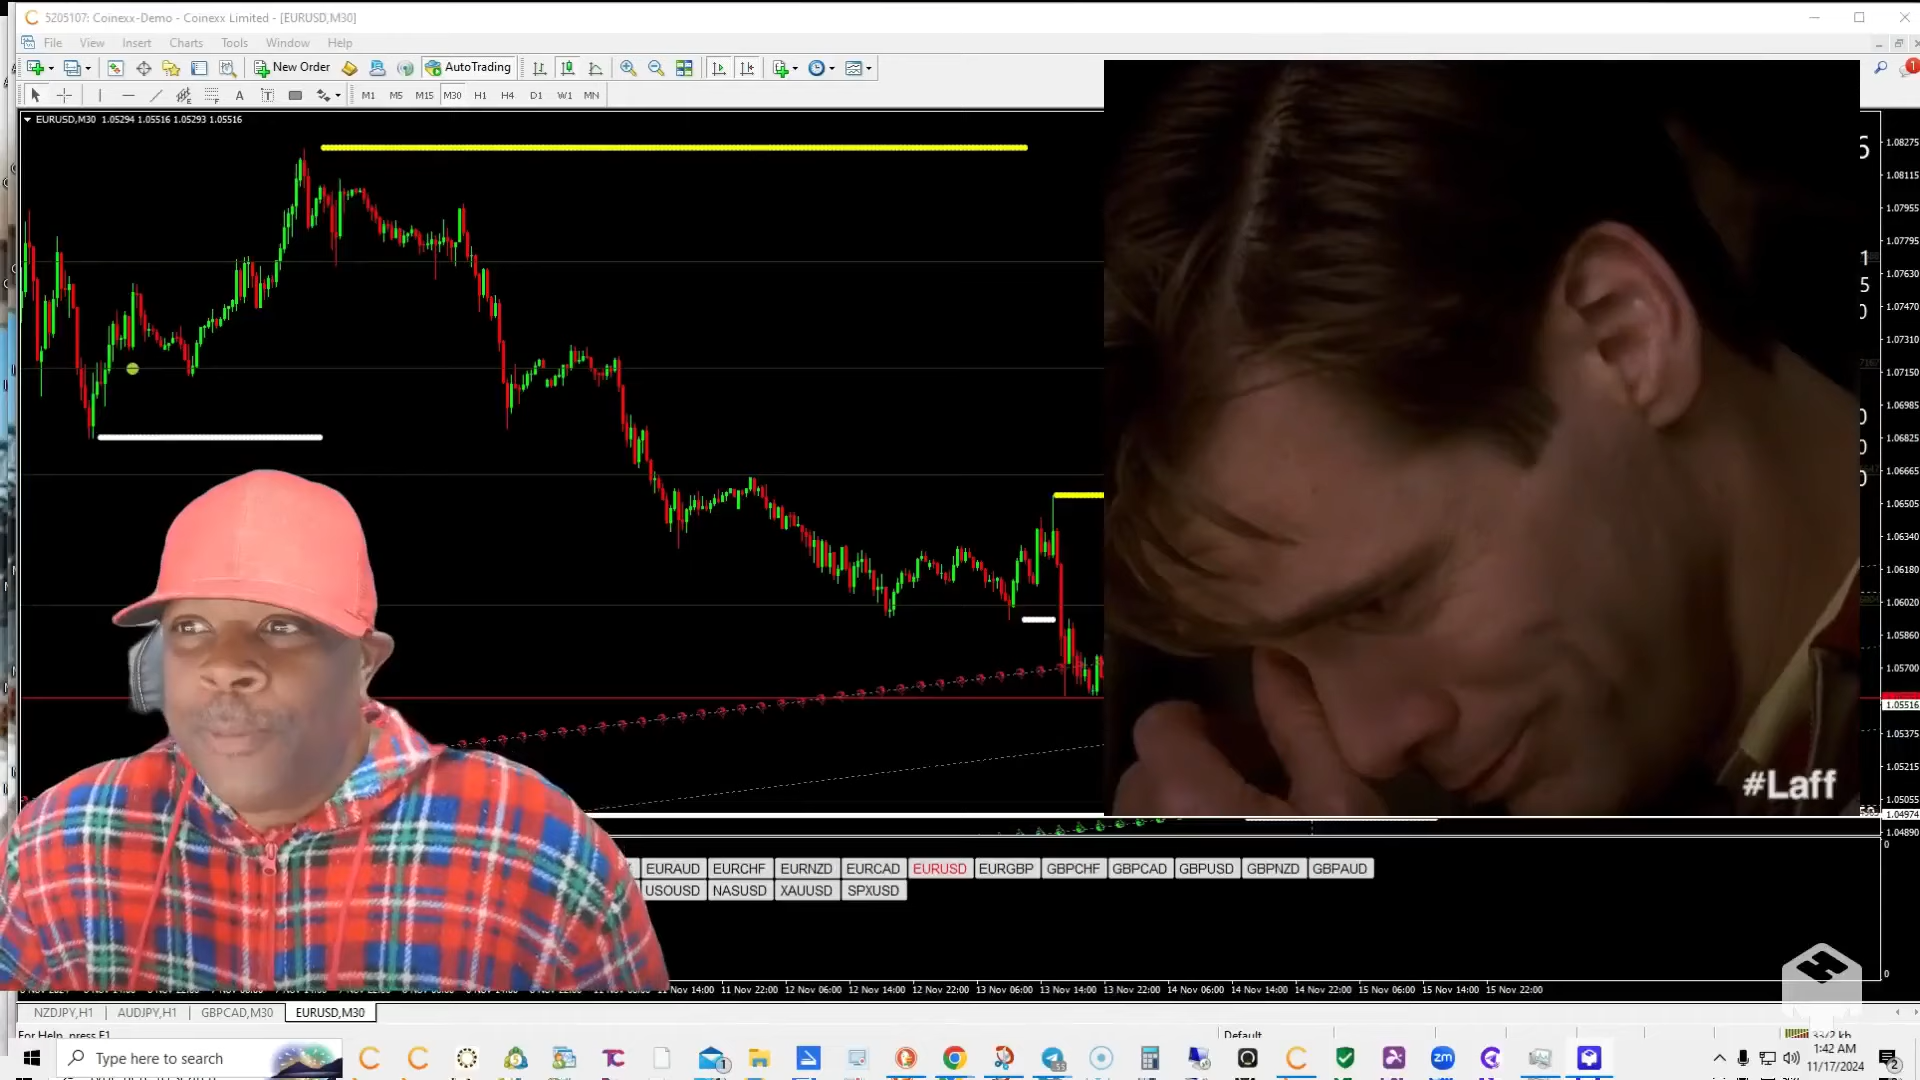 5205107: Coinexx-Demo - Coinexx Limited - [EURUSD,M30]
File View Insert Charts Tools Window Help
New Order AutoTrading
M1 M5 M15 M30 H1 H4 D1 W1 MN
EURUSD,M30 1.05294 1.05516 1.05293 1.05516
1.08275
1.08115
1.07955
1.07795
1.07630
1.07470
1.07310
1.07150
1.06985
1.06825
1.06665
1.06505
1.06340
1.06180
1.06020
1.05860
1.05700
1.05516
1.05375
1.05215
1.05055
1.04974
1.04890
#Laff
EURAUD EURCHF EURNZD EURCAD EURUSD EURGBP GBPCHF GBPCAD GBPUSD GBPNZD GBPAUD
USOUSD NASUSD XAUUSD SPXUSD
11 Nov 14:00 11 Nov 22:00 12 Nov 06:00 12 Nov 14:00 12 Nov 22:00 13 Nov 06:00 13 Nov 14:00 13 Nov 22:00 14 Nov 06:00 14 Nov 14:00 14 Nov 22:00 15 Nov 06:00 15 Nov 14:00 15 Nov 22:00
NZDJPY,H1 AUDJPY,H1 GBPCAD,M30 EURUSD,M30
For Help, press F1
Default
Type here to search
1:42 AM
11/17/2024